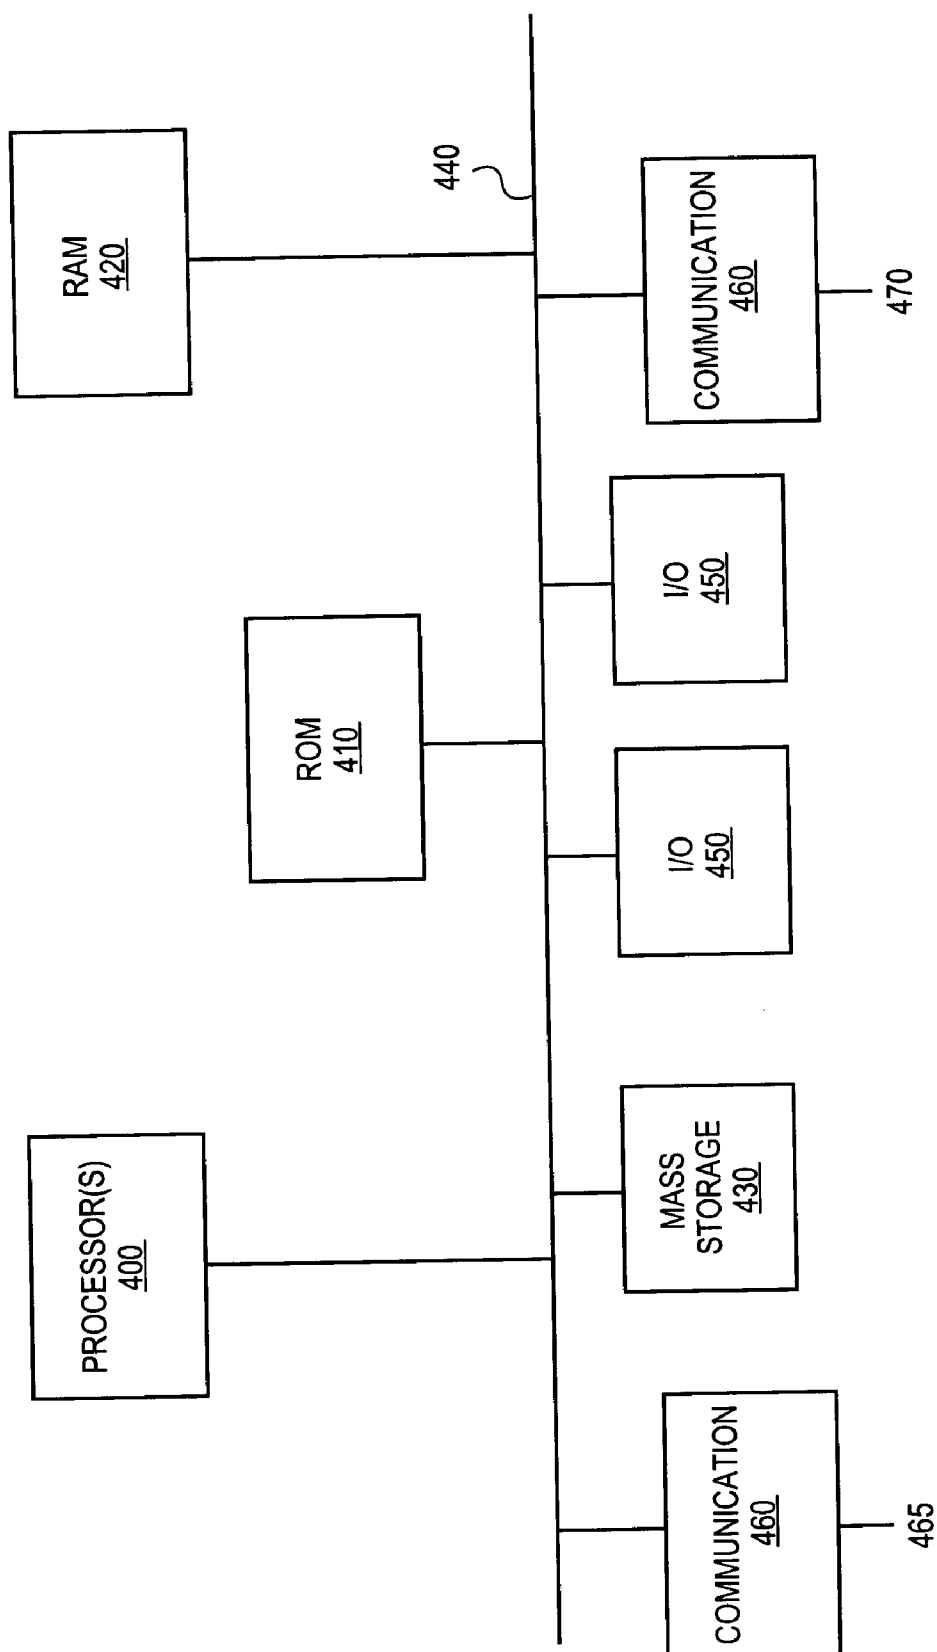 PROCESSOR(S)
400
ROM
410
RAM
420
440
COMMUNICATION
460
465
MASS
STORAGE
430
I/O
450
I/O
450
COMMUNICATION
460
470